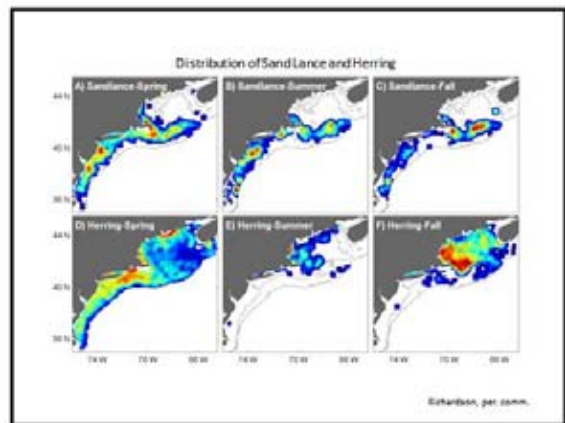 Distribution of Sand Lance and Herring
A) Sandlance-Spring
B) Sandlance-Summer
C) Sandlance-Fall
44 N
40 N
36 N
D) Herring-Spring
E) Herring-Summer
F) Herring-Fall
44 N
40 N
36 N
74 W 70 W 66 W 74 W 70 W 66 W 74 W 70 W 66 W
Richardson, per. comm.